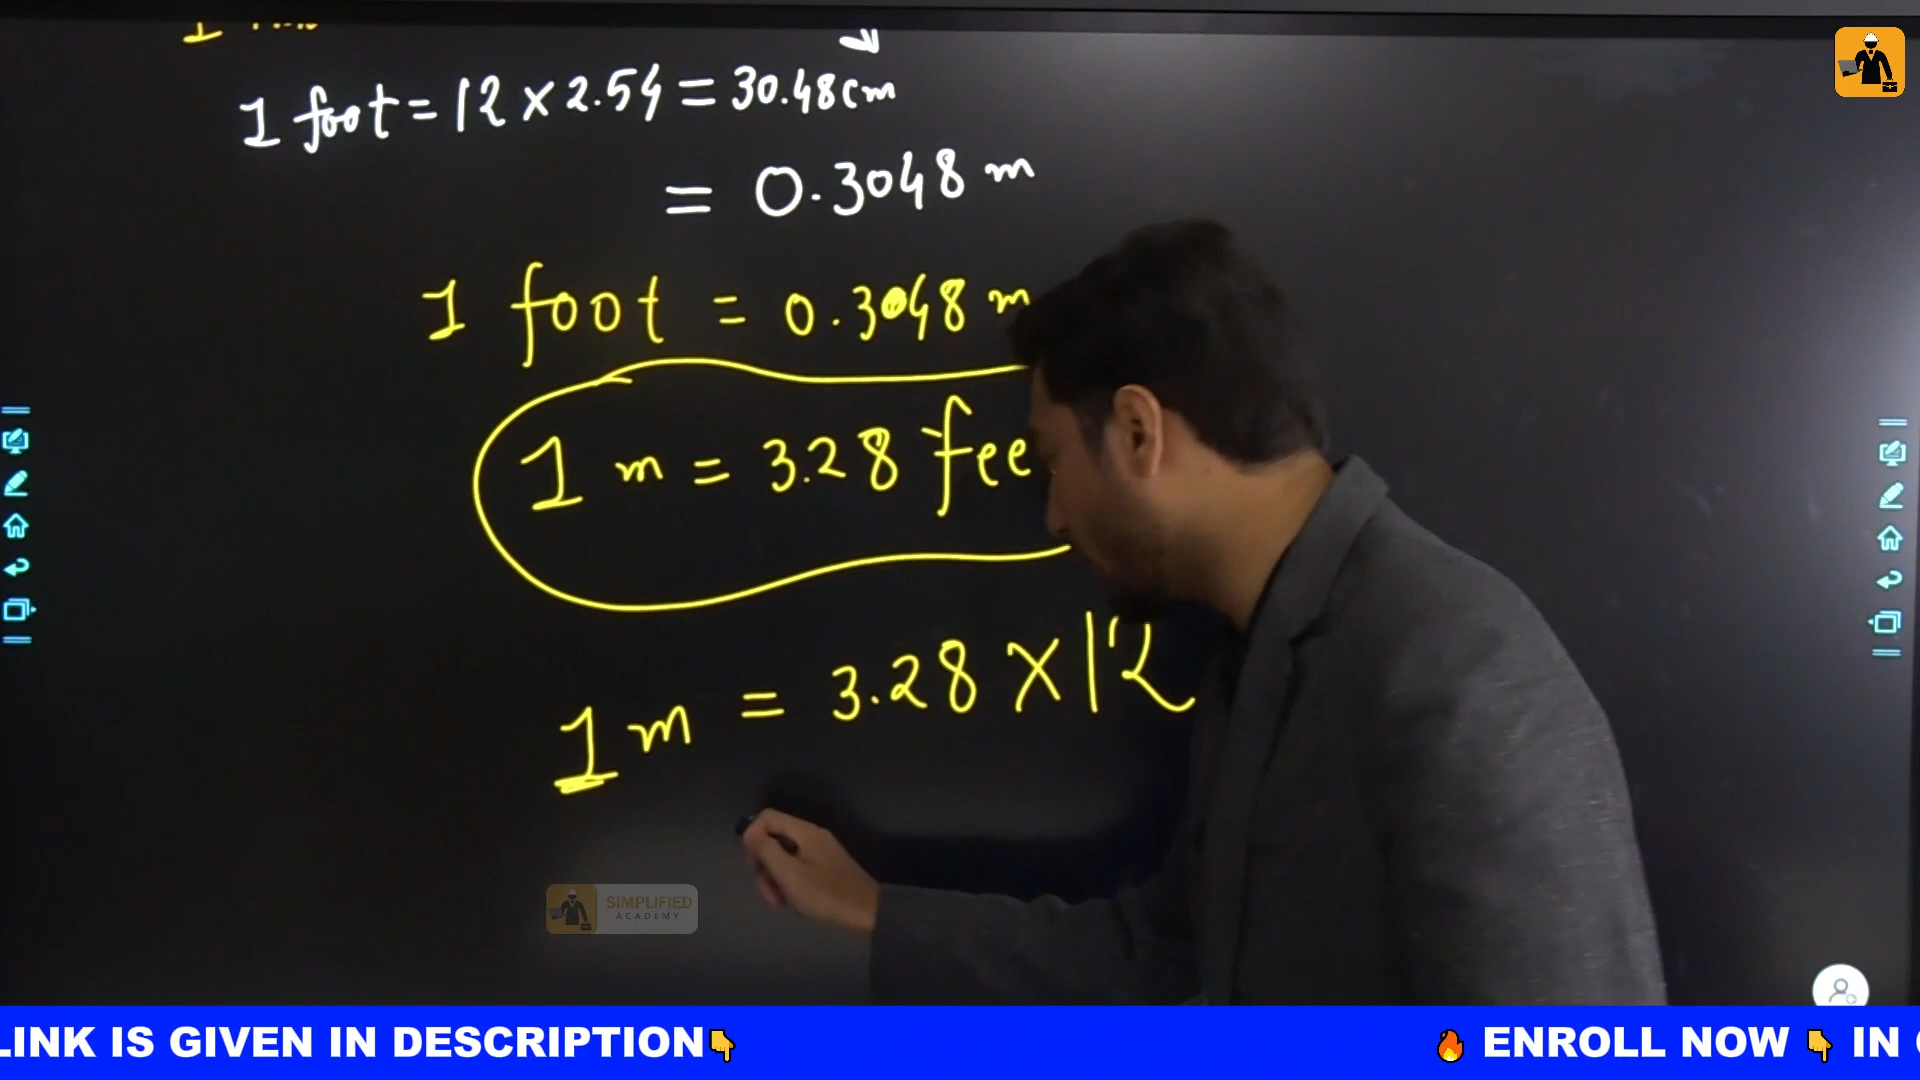 1 foot = 12 x 2.54 = 30.48 cm
= 0.3048 m
1 foot = 0.3048 m
1 m = 3.28 fee
1 m = 3.28 X 12
SIMPLIFIED
ACADEMY
LINK IS GIVEN IN DESCRIPTION👇 🔥 ENROLL NOW 👇 IN